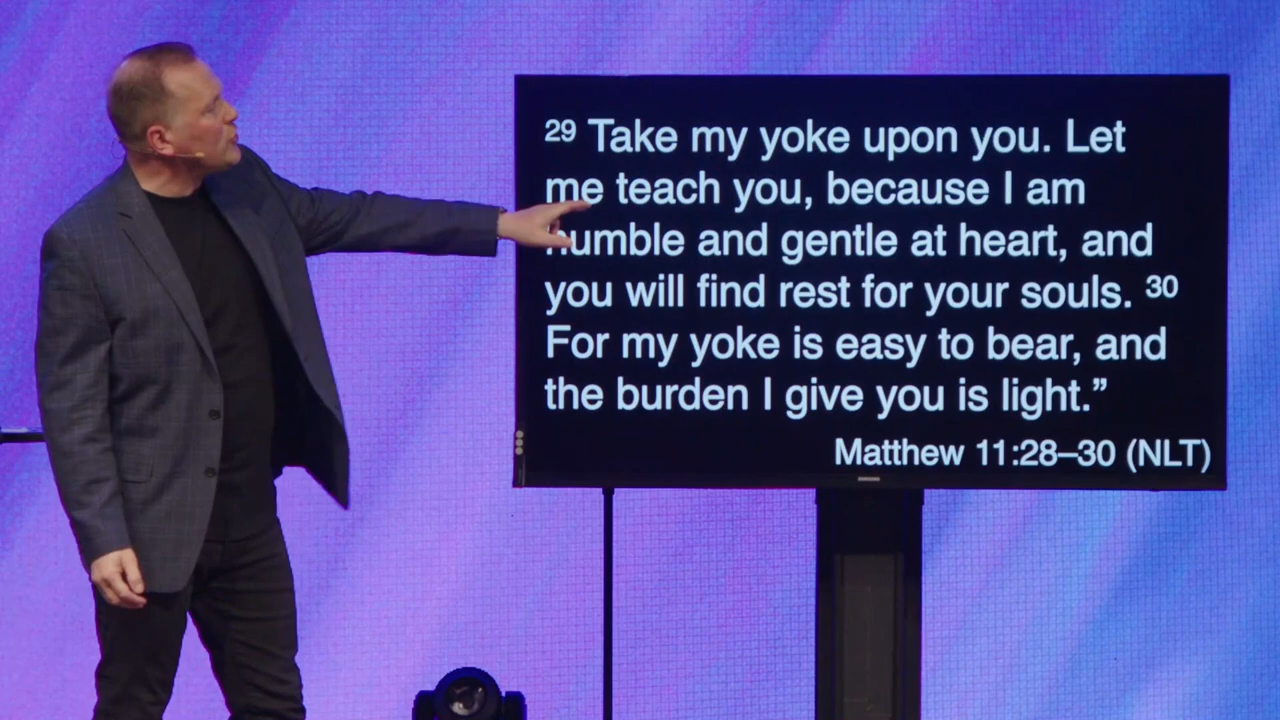 29 Take my yoke upon you. Let
me teach you, because I am
humble and gentle at heart, and
you will find rest for your souls. 30
For my yoke is easy to bear, and
the burden I give you is light.”
Matthew 11:28–30 (NLT)